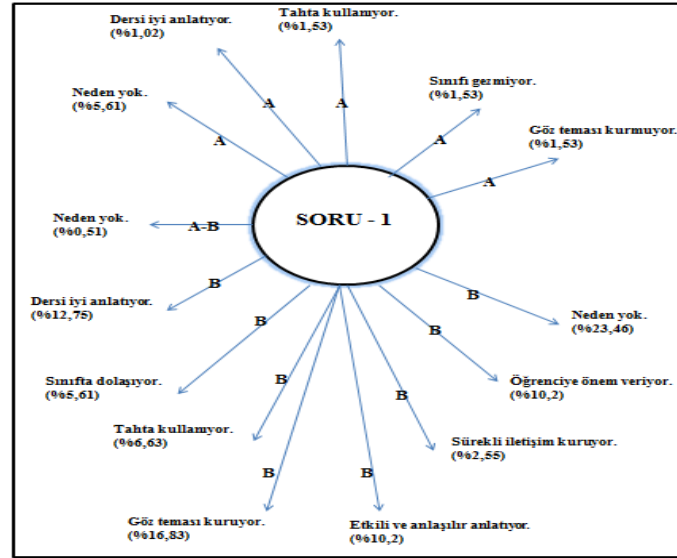 Dersi iyi anlatıyor.
(%1,02)
Tahta kullanıyor.
(%1,53)
Neden yok.
(%5,61)
Sınıfı gezmiyor.
(%1,53)
Göz teması kurmuyor.
(%1,53)
A
A
A
A
A
SORU - 1
Neden yok.
(%0,51)
A-B
Dersi iyi anlatıyor.
(%12,75)
B
B
Neden yok.
(%23,46)
B
B
Sınıfta dolaşıyor.
(%5,61)
Öğrenciye önem veriyor.
(%10,2)
B
B
Tahta kullanıyor.
(%6,63)
Sürekli iletişim kuruyor.
(%2,55)
B
B
Göz teması kuruyor.
(%16,83)
Etkili ve anlaşılır anlatıyor.
(%10,2)